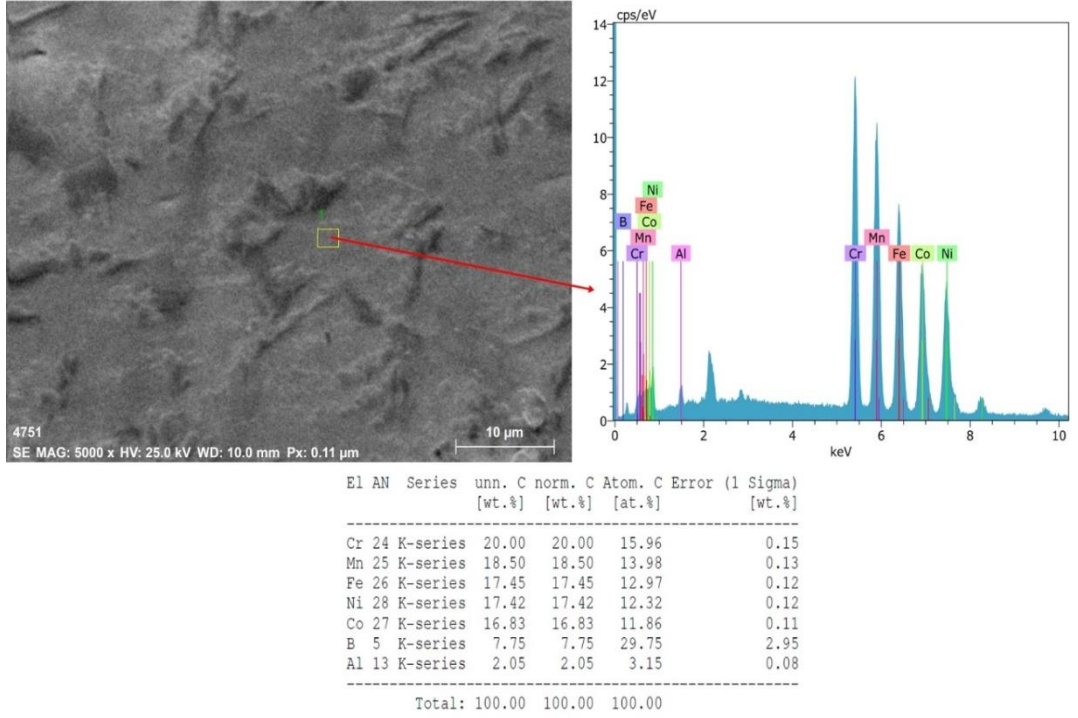 1
4751
10 µm
SE MAG: 5000 x HV: 25.0 kV WD: 10.0 mm Px: 0.11 µm
cps/eV
14
12
10
8
6
4
2
0
Ni
Fe
B Co
Mn
Cr Al
Cr Mn Fe Co Ni
0 2 4 6 8 10
keV
El AN Series unn. C norm. C Atom. C Error (1 Sigma)
[wt.%] [wt.%] [at.%] [wt.%]
Cr 24 K-series 20.00 20.00 15.96 0.15
Mn 25 K-series 18.50 18.50 13.98 0.13
Fe 26 K-series 17.45 17.45 12.97 0.12
Ni 28 K-series 17.42 17.42 12.32 0.12
Co 27 K-series 16.83 16.83 11.86 0.11
B 5 K-series 7.75 7.75 29.75 2.95
Al 13 K-series 2.05 2.05 3.15 0.08
Total: 100.00 100.00 100.00